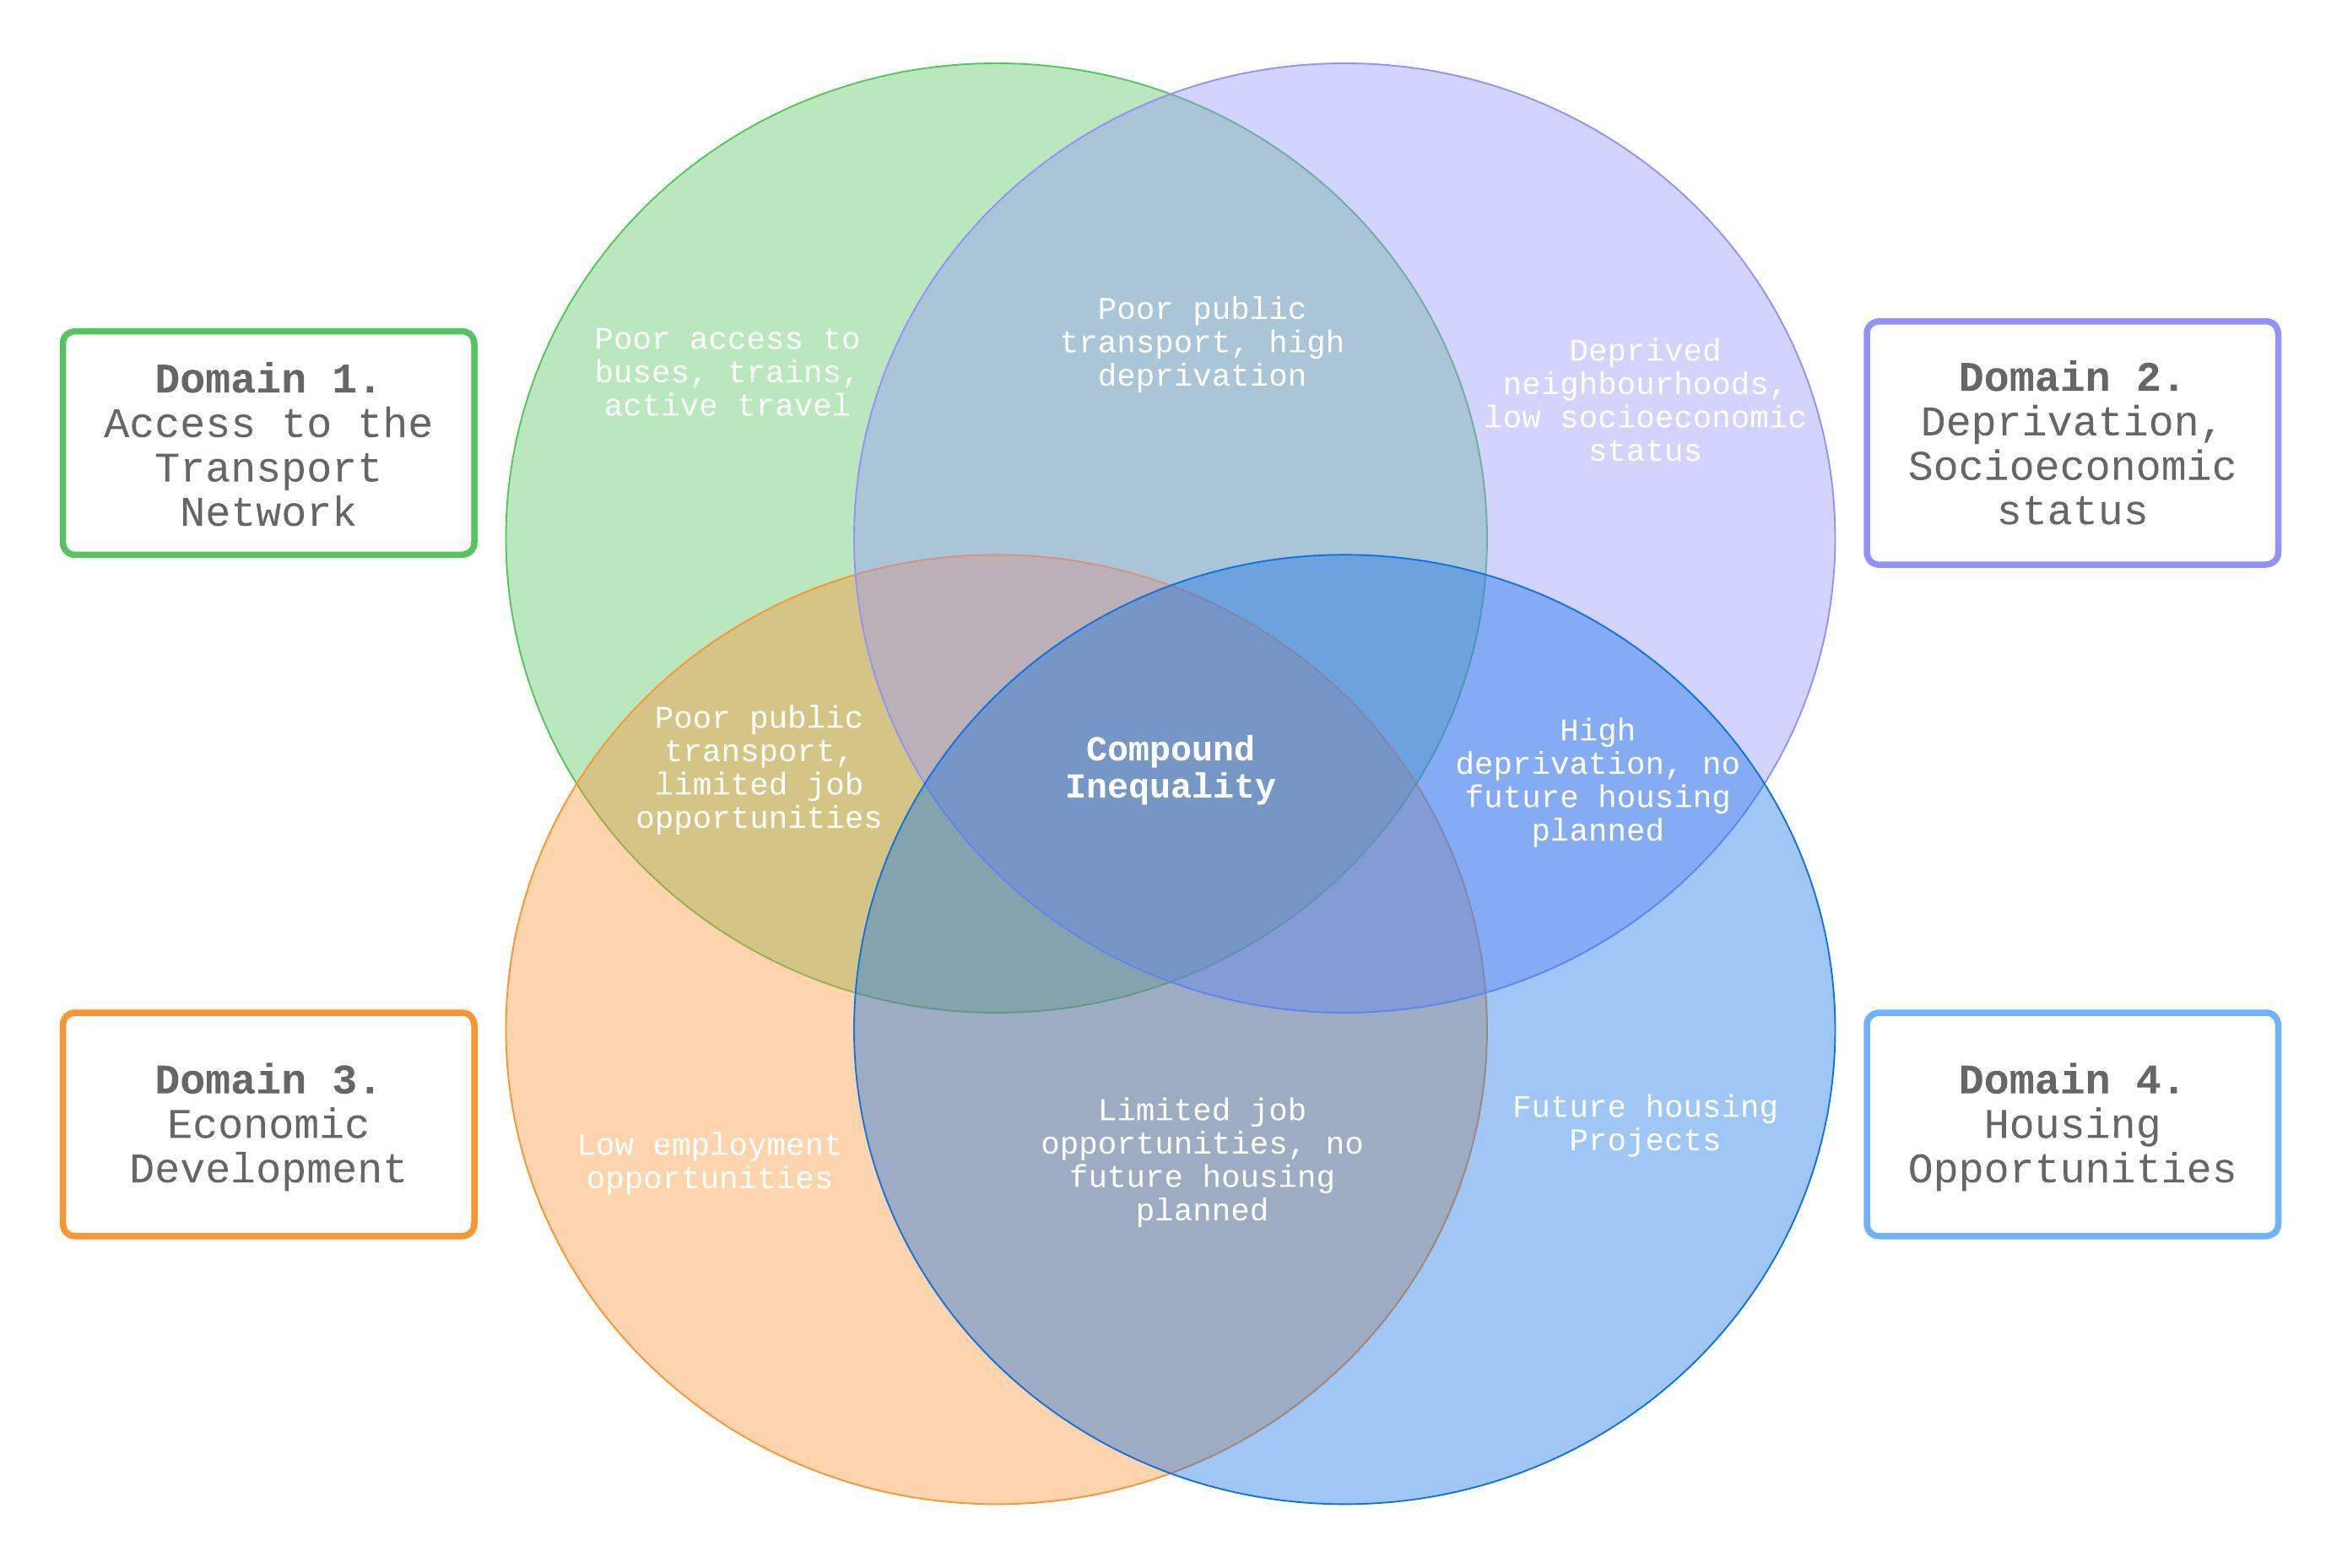 Domain 1.
Access to the
Transport
Network
Poor access to
buses, trains,
active travel
Poor public
transport, high
deprivation
Deprived
neighbourhoods,
low socioeconomic
status
Domain 2.
Deprivation,
Socioeconomic
status
Poor public
transport,
limited job
opportunities
Compound
Inequality
High
deprivation, no
future housing
planned
Domain 3.
Economic
Development
Low employment
opportunities
Limited job
opportunities, no
future housing
planned
Future housing
Projects
Domain 4.
Housing
Opportunities